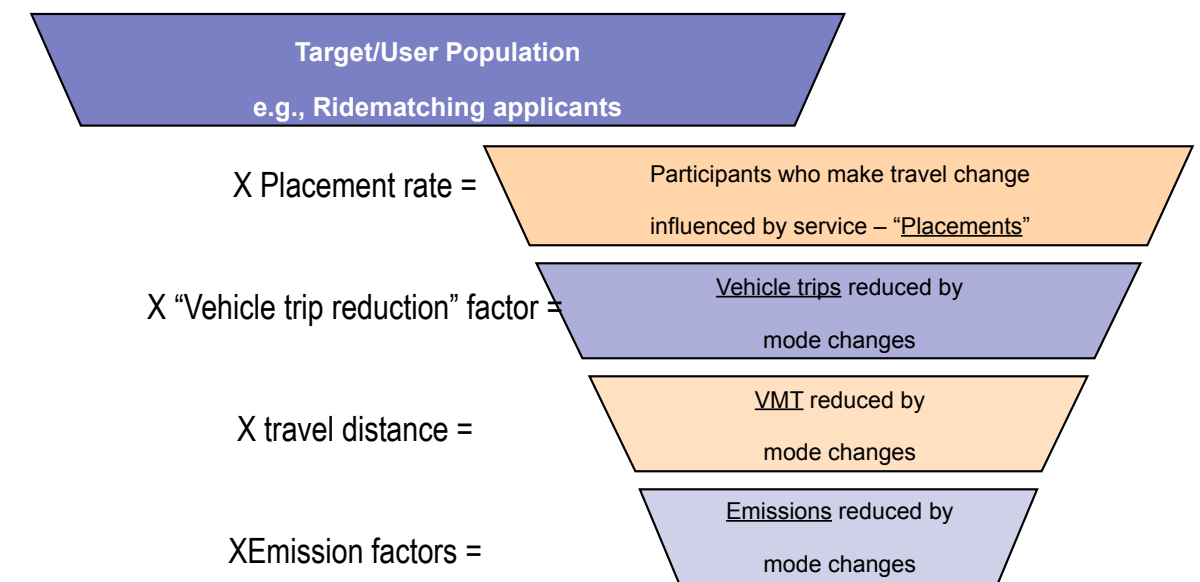 Target/User Population
e.g., Ridematching applicants
X Placement rate =
Participants who make travel change
influenced by service – “Placements”
X “Vehicle trip reduction” factor =
Vehicle trips reduced by
mode changes
X travel distance =
VMT reduced by
mode changes
XEmission factors =
Emissions reduced by
mode changes